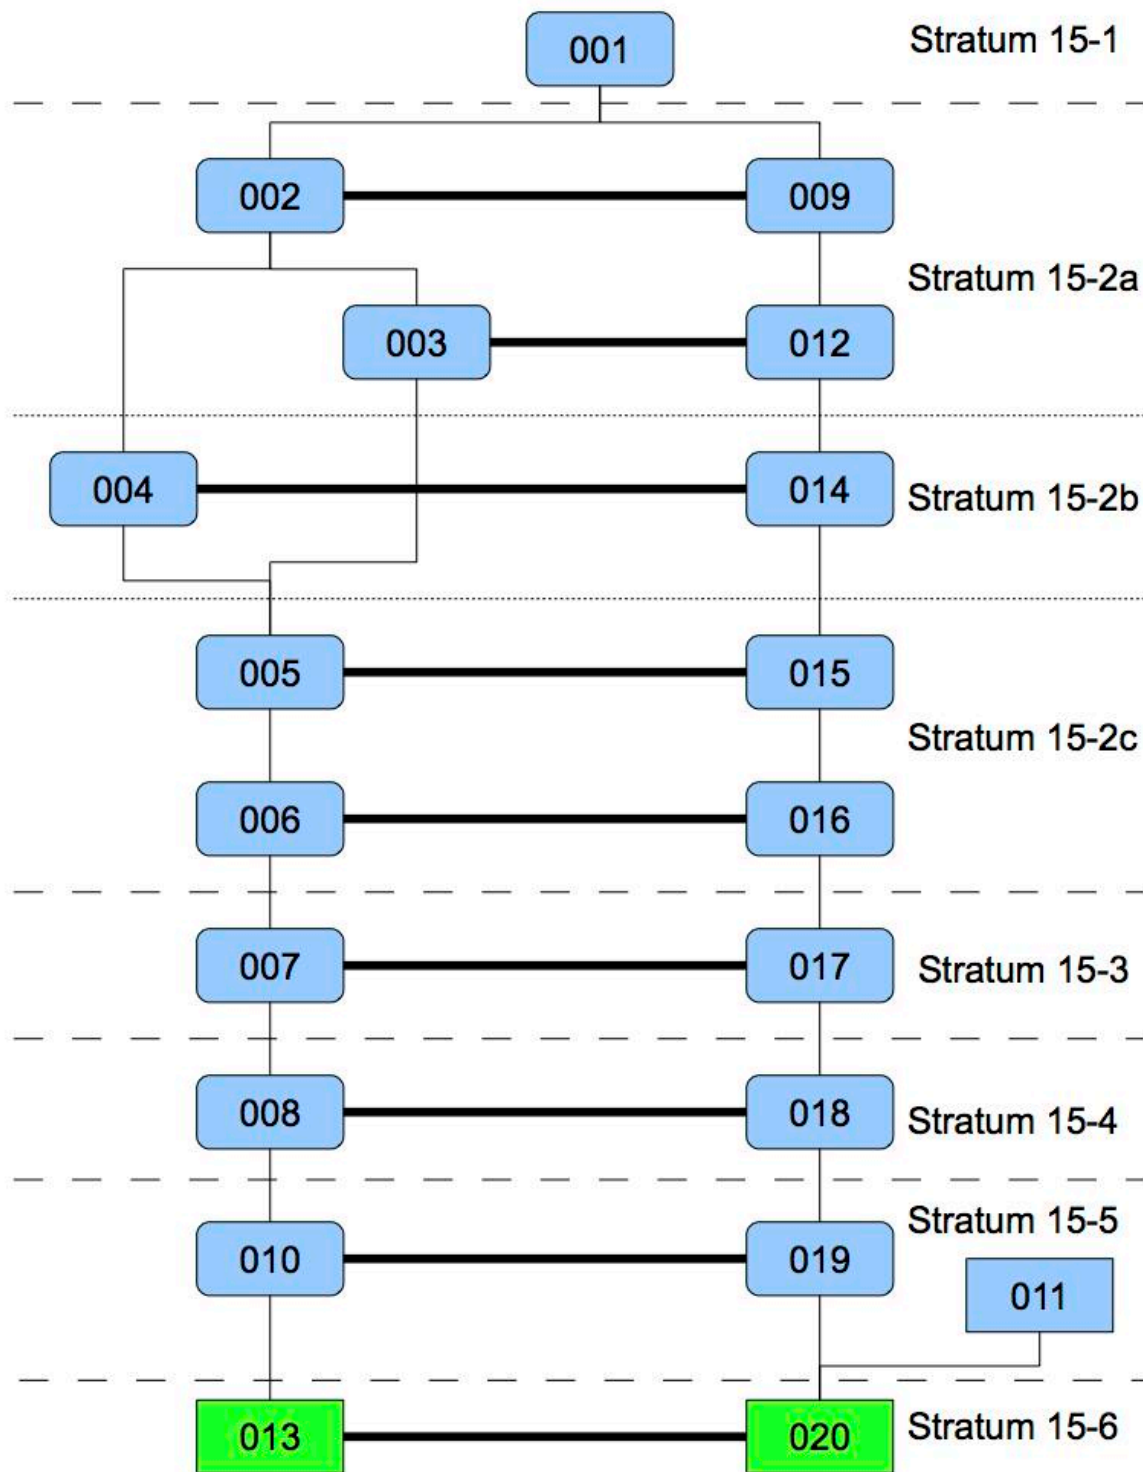 001
Stratum 15-1
002
009
Stratum 15-2a
003
012
004
014
Stratum 15-2b
005
015
Stratum 15-2c
006
016
007
017
Stratum 15-3
008
018
Stratum 15-4
Stratum 15-5
010
019
011
013
020
Stratum 15-6